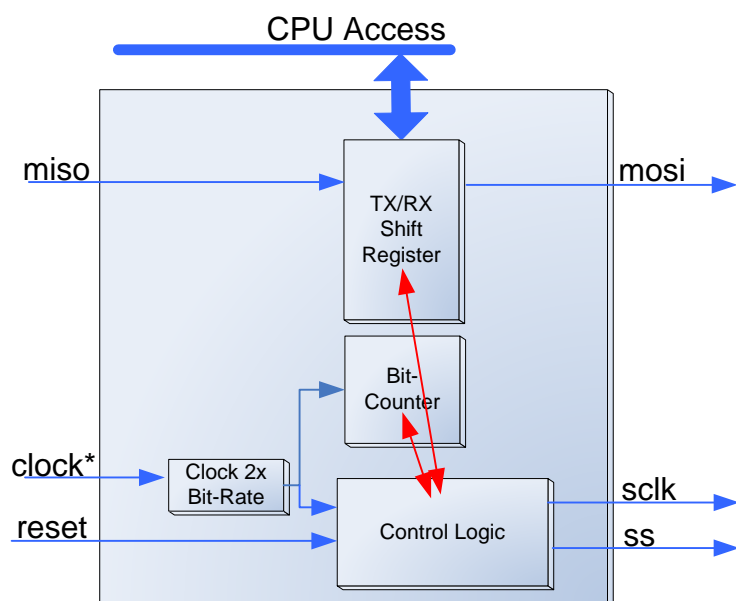 CPU Access
miso
TX/RX
Shift
Register
mosi
Bit-
Counter
clock*
Clock 2x
Bit-Rate
reset
Control Logic
sclk
ss